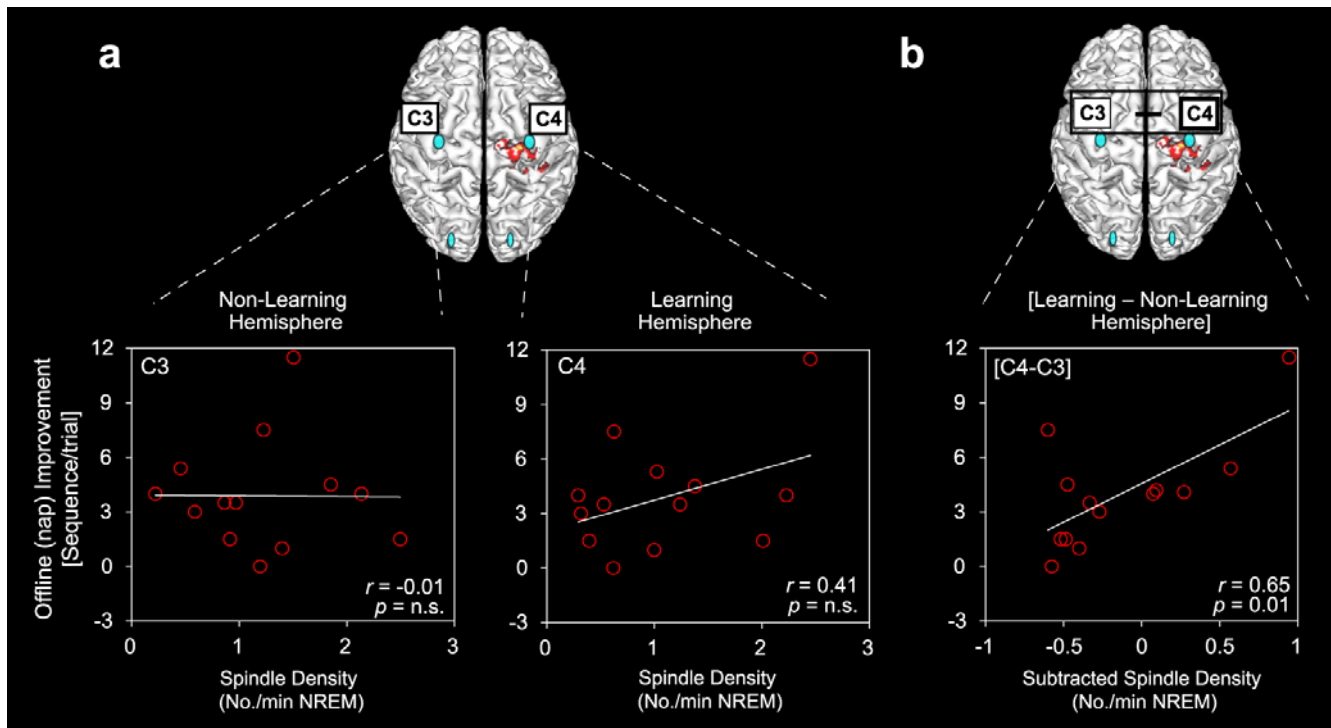 a
C3
C4
b
C3
C4
Non-Learning
Hemisphere
Learning
Hemisphere
[Learning – Non-Learning
Hemisphere]
Offline (nap) Improvement
[Sequence/trial]
12
9
6
3
0
-3
C3
r = -0.01
p = n.s.
0
1
2
3
Spindle Density
(No./min NREM)
12
9
6
3
0
-3
C4
r = 0.41
p = n.s.
0
1
2
3
Spindle Density
(No./min NREM)
12
9
6
3
0
-3
[C4-C3]
r = 0.65
p = 0.01
-1
-0.5
0
0.5
1
Subtracted Spindle Density
(No./min NREM)